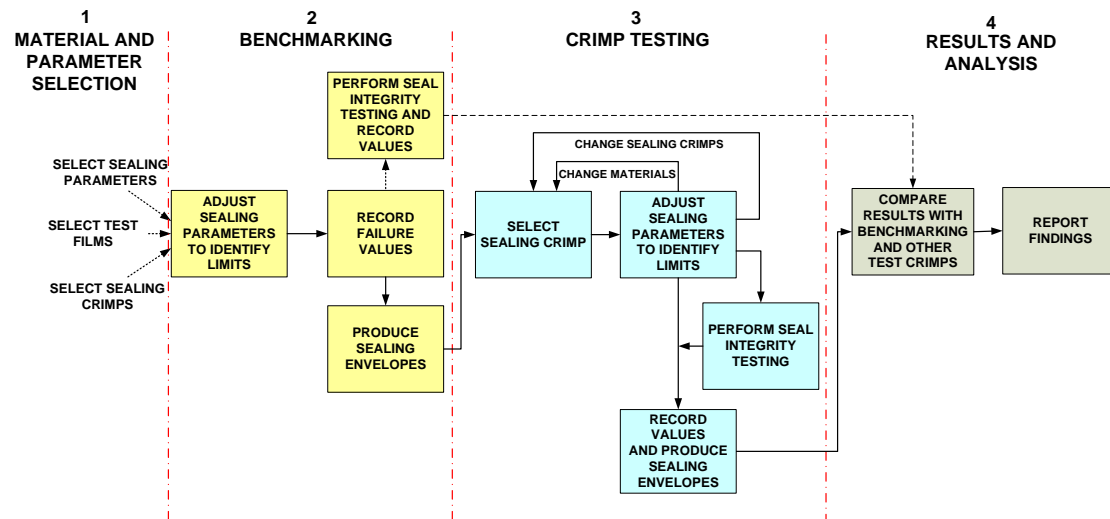 1
MATERIAL AND
PARAMETER
SELECTION
2
BENCHMARKING
3
CRIMP TESTING
4
RESULTS AND
ANALYSIS
SELECT SEALING
PARAMETERS
SELECT TEST
FILMS
SELECT SEALING
CRIMPS
ADJUST
SEALING
PARAMETERS
TO IDENTIFY
LIMITS
PERFORM SEAL
INTEGRITY
TESTING AND
RECORD
VALUES
RECORD
FAILURE
VALUES
PRODUCE
SEALING
ENVELOPES
CHANGE SEALING CRIMPS
CHANGE MATERIALS
SELECT
SEALING CRIMP
ADJUST
SEALING
PARAMETERS
TO IDENTIFY
LIMITS
PERFORM SEAL
INTEGRITY
TESTING
RECORD
VALUES
AND PRODUCE
SEALING
ENVELOPES
COMPARE
RESULTS WITH
BENCHMARKING
AND OTHER
TEST CRIMPS
REPORT
FINDINGS